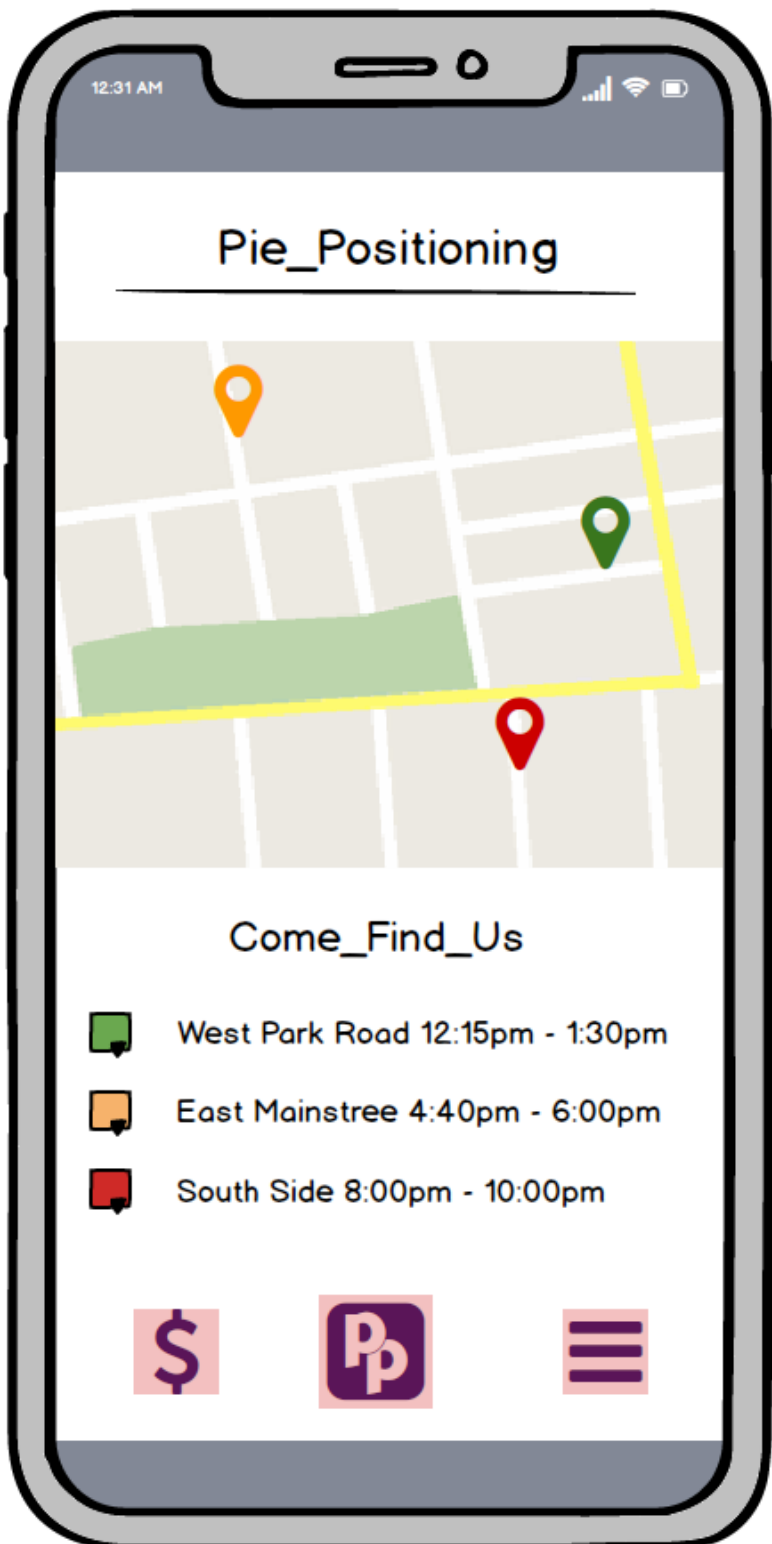 12:31 AM
Pie_Positioning
Come_Find_Us
West Park Road 12:15pm - 1:30pm
East Mainstree 4:40pm - 6:00pm
South Side 8:00pm - 10:00pm
$
PP